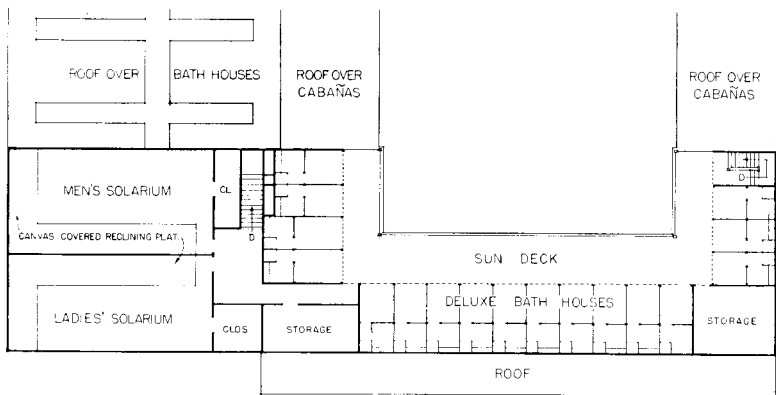 ROOF OVER BATH HOUSES
ROOF OVER
CABAÑAS
ROOF OVER
CABAÑAS
MEN'S SOLARIUM
CL
D
D
CANVAS COVERED RECLINING PLAT.
SUN DECK
DELUXE BATH HOUSES
LADIES' SOLARIUM
CLOS
STORAGE
STORAGE
ROOF